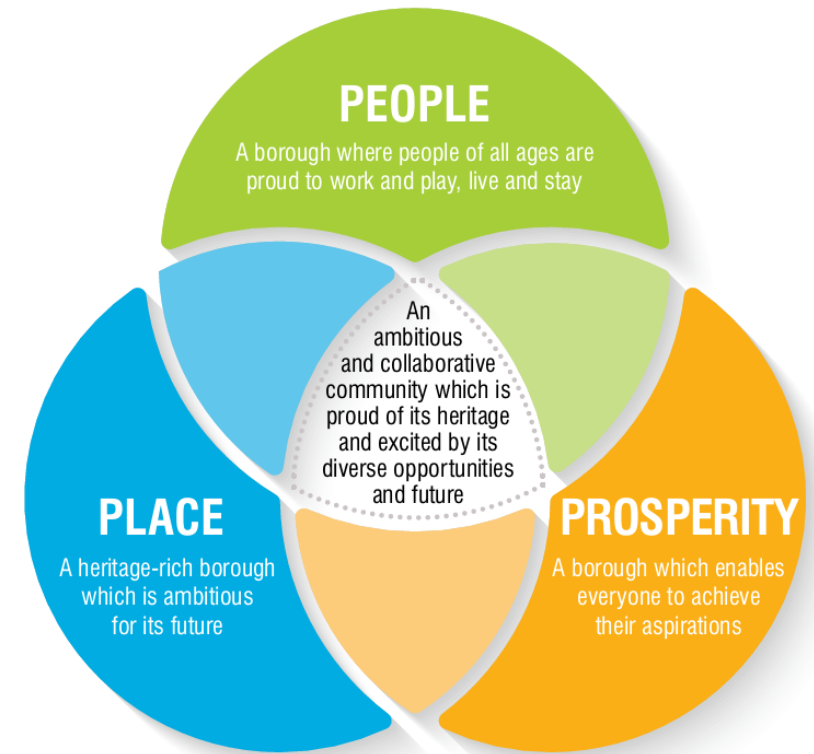 PEOPLE
A borough where people of all ages are
proud to work and play, live and stay
An
ambitious
and collaborative
community which is
proud of its heritage
and excited by its
diverse opportunities
and future
PLACE
A heritage-rich borough
which is ambitious
for its future
PROSPERITY
A borough which enables
everyone to achieve
their aspirations